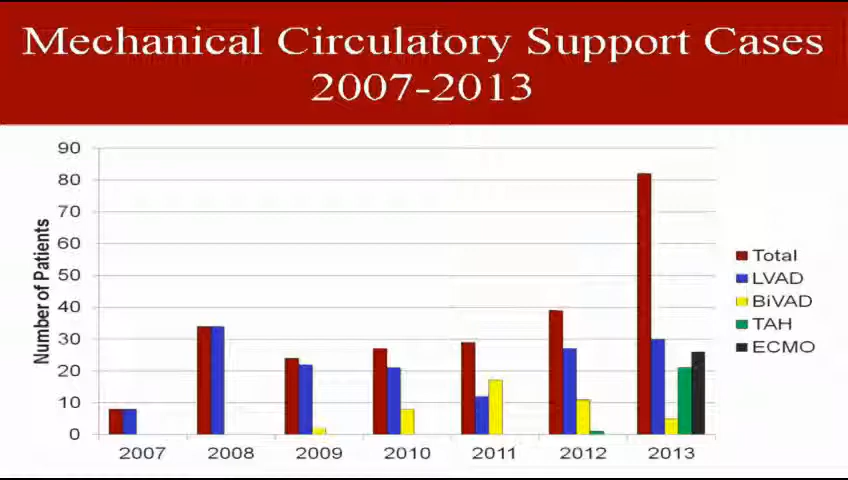 Mechanical Circulatory Support Cases
2007-2013
90
80
70
60
50
40
30
20
10
0
Number of Patients
2007 2008 2009 2010 2011 2012 2013
Total
LVAD
BiVAD
TAH
ECMO